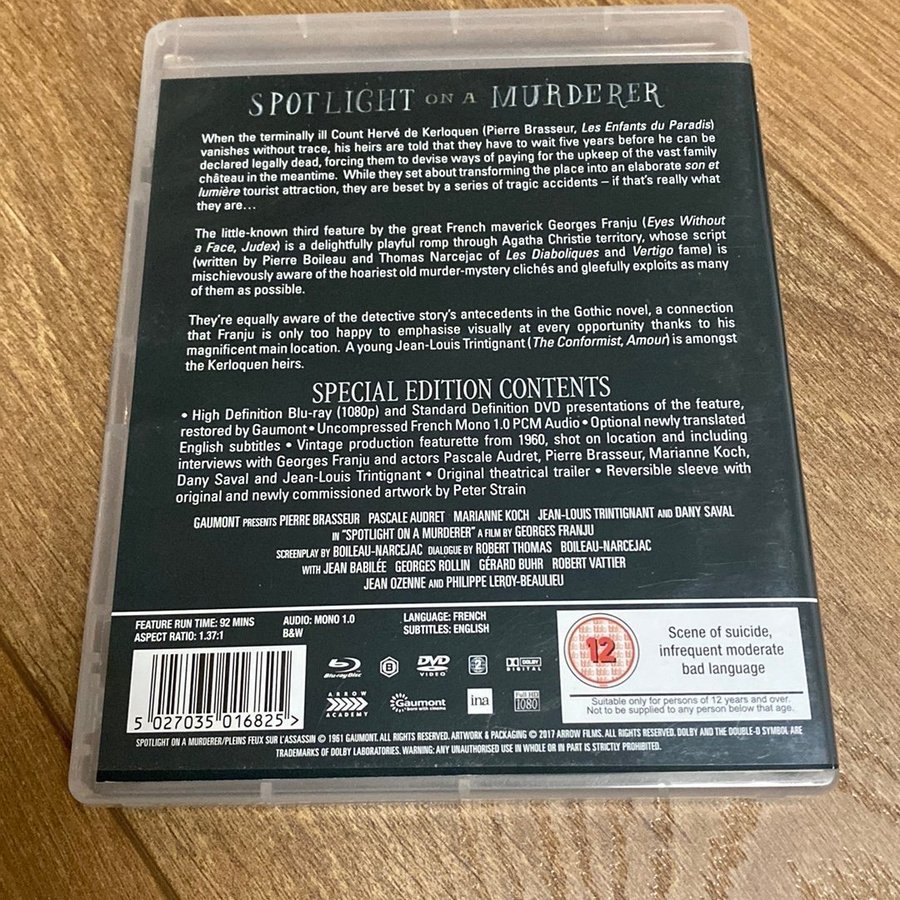 SPOTLIGHT ON A MURDERER
When the terminally ill Count Hervé de Kerloquen (Pierre Brasseur, Les Enfants du Paradis)
vanishes without trace, his heirs are told that they have to wait five years before he can be
declared legally dead, forcing them to devise ways of paying for the upkeep of the vast family
château in the meantime. While they set about transforming the place into an elaborate son et
lumière tourist attraction, they are beset by a series of tragic accidents – if that's really what
they are…
The little-known third feature by the great French maverick Georges Franju (Eyes Without
a Face, Judex) is a delightfully playful romp through Agatha Christie territory, whose script
(written by Pierre Boileau and Thomas Narcejac of Les Diaboliques and Vertigo fame) is
mischievously aware of the hoariest old murder-mystery clichés and gleefully exploits as many
of them as possible.
They're equally aware of the detective story's antecedents in the Gothic novel, a connection
that Franju is only too happy to emphasise visually at every opportunity thanks to his
magnificent main location. A young Jean-Louis Trintignant (The Conformist, Amour) is amongst
the Kerloquen heirs.
SPECIAL EDITION CONTENTS
• High Definition Blu-ray (1080p) and Standard Definition DVD presentations of the feature,
restored by Gaumont • Uncompressed French Mono 1.0 PCM Audio • Optional newly translated
English subtitles • Vintage production featurette from 1960, shot on location and including
interviews with Georges Franju and actors Pascale Audret, Pierre Brasseur, Marianne Koch,
Dany Saval and Jean-Louis Trintignant • Original theatrical trailer • Reversible sleeve with
original and newly commissioned artwork by Peter Strain
GAUMONT PRESENTS PIERRE BRASSEUR PASCALE AUDRET MARIANNE KOCH JEAN-LOUIS TRINTIGNANT AND DANY SAVAL
IN "SPOTLIGHT ON A MURDERER" A FILM BY GEORGES FRANJU
SCREENPLAY BY BOILEAU-NARCEJAC DIALOGUE BY ROBERT THOMAS BOILEAU-NARCEJAC
WITH JEAN BABILÉE GEORGES ROLLIN GÉRARD BUHR ROBERT VATTIER
JEAN OZENNE AND PHILIPPE LEROY-BEAULIEU
FEATURE RUN TIME: 92 MINS
ASPECT RATIO: 1.37:1
AUDIO: MONO 1.0
B&W
LANGUAGE: FRENCH
SUBTITLES: ENGLISH
Blu-ray Disc
B
DVD VIDEO
2
DOLBY DIGITAL
ARROW ACADEMY
Gaumont
born with cinema
ina
Full HD 1080
12
Scene of suicide,
infrequent moderate
bad language
Suitable only for persons of 12 years and over.
Not to be supplied to any person below that age.
5 027035 016825 >
SPOTLIGHT ON A MURDERER/PLEINS FEUX SUR L'ASSASSIN © 1961 GAUMONT. ALL RIGHTS RESERVED. ARTWORK & PACKAGING © 2017 ARROW FILMS. ALL RIGHTS RESERVED. DOLBY AND THE DOUBLE-D SYMBOL ARE
TRADEMARKS OF DOLBY LABORATORIES. WARNING: ANY UNAUTHORISED USE IN WHOLE OR IN PART IS STRICTLY PROHIBITED.